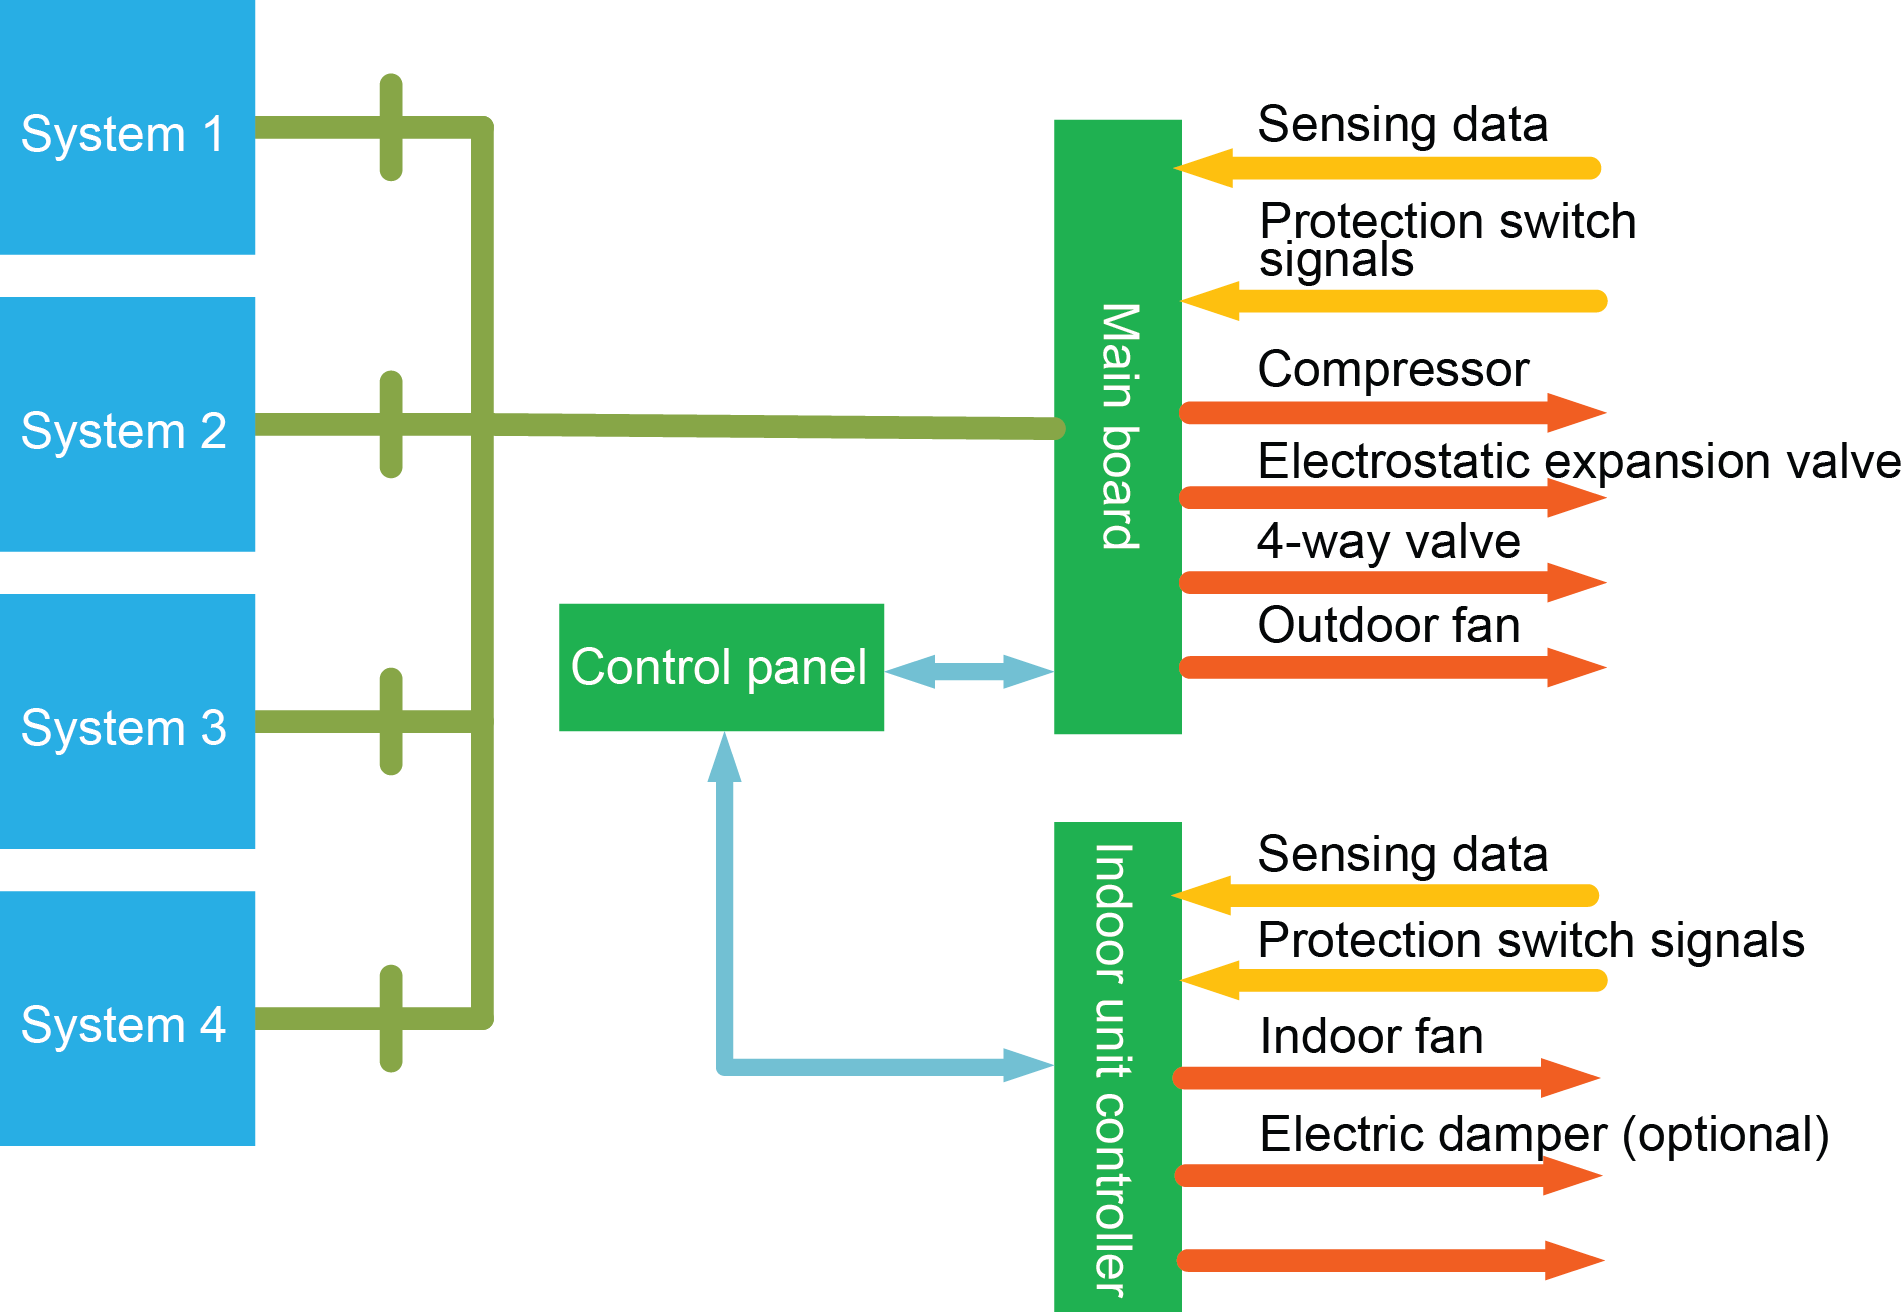 System 1
System 2
System 3
System 4
Control panel
Main board
Sensing data
Protection switch
signals
Compressor
Electrostatic expansion valve
4-way valve
Outdoor fan
Indoor unit controller
Sensing data
Protection switch signals
Indoor fan
Electric damper (optional)